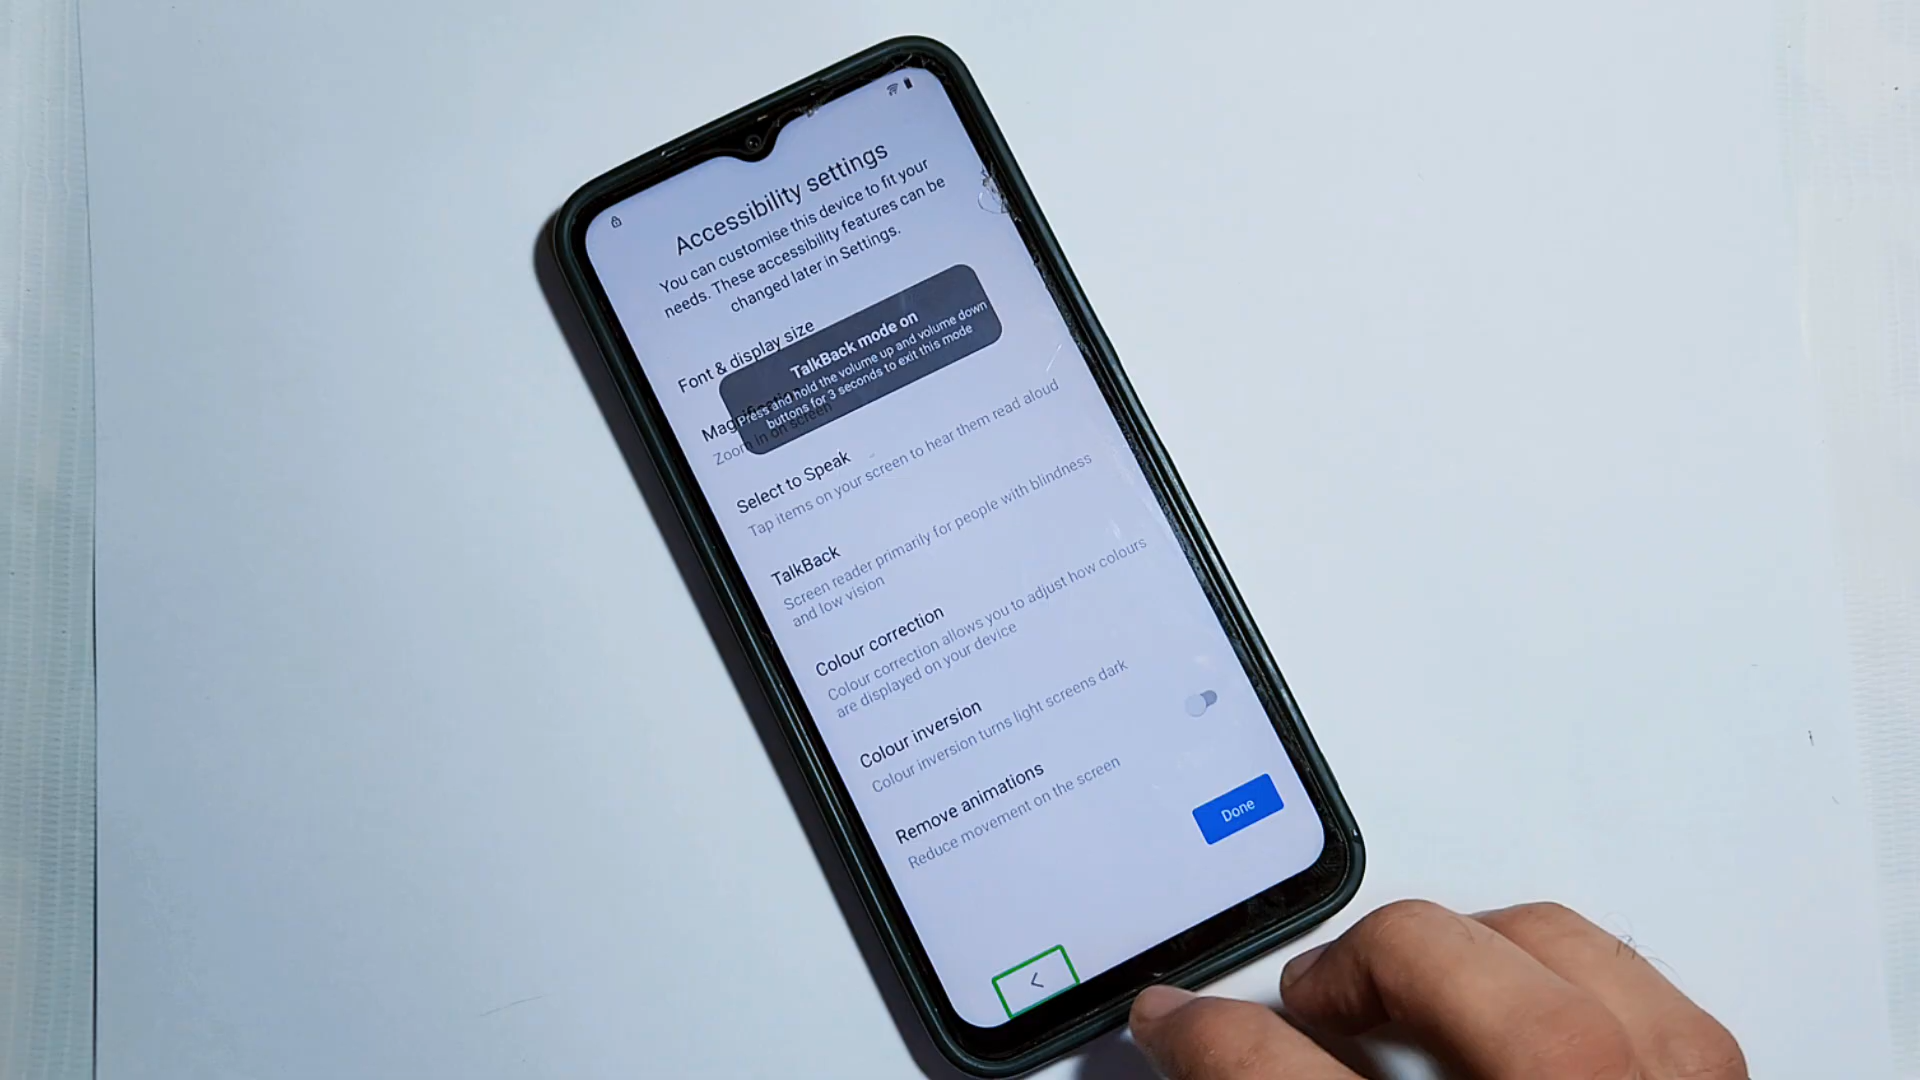 Accessibility settings
You can customise this device to fit your
needs. These accessibility features can be
changed later in Settings.
Font & display size
TalkBack mode on
Press and hold the volume up and volume down
buttons for 3 seconds to exit this mode
Magnification
Zoom in on screen
Select to Speak
Tap items on your screen to hear them read aloud
TalkBack
Screen reader primarily for people with blindness
and low vision
Colour correction
Colour correction allows you to adjust how colours
are displayed on your device
Colour inversion
Colour inversion turns light screens dark
Remove animations
Reduce movement on the screen
Done